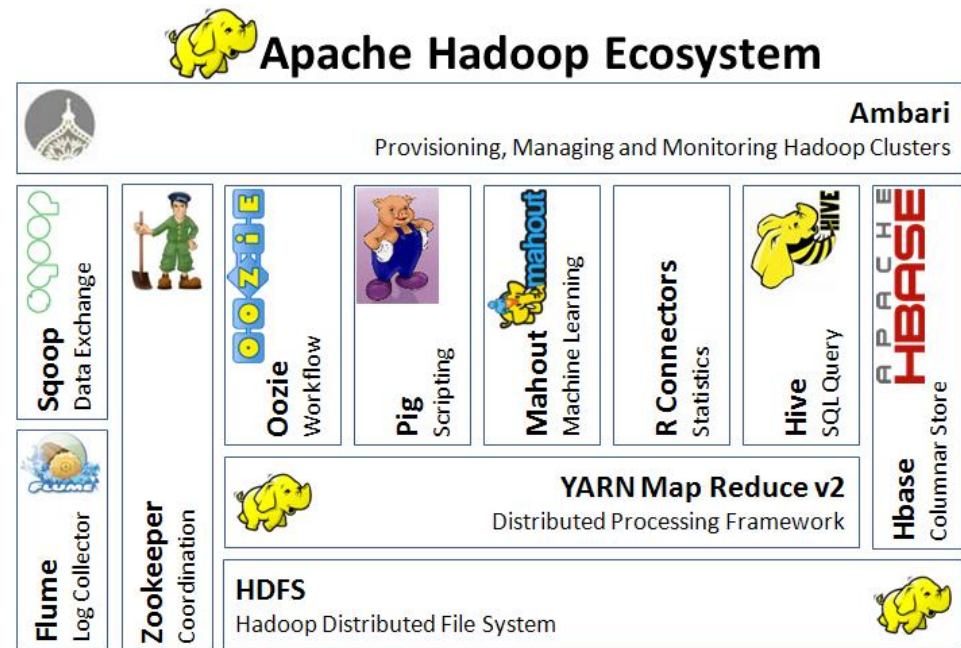 Apache Hadoop Ecosystem
Ambari
Provisioning, Managing and Monitoring Hadoop Clusters
sqoop
Sqoop
Data Exchange
FLUME
Flume
Log Collector
Zookeeper
Coordination
OOZIE
Oozie
Workflow
Pig
Scripting
mahout
Mahout
Machine Learning
R Connectors
Statistics
HIVE
Hive
SQL Query
APACHE
HBASE
Hbase
Columnar Store
YARN Map Reduce v2
Distributed Processing Framework
HDFS
Hadoop Distributed File System